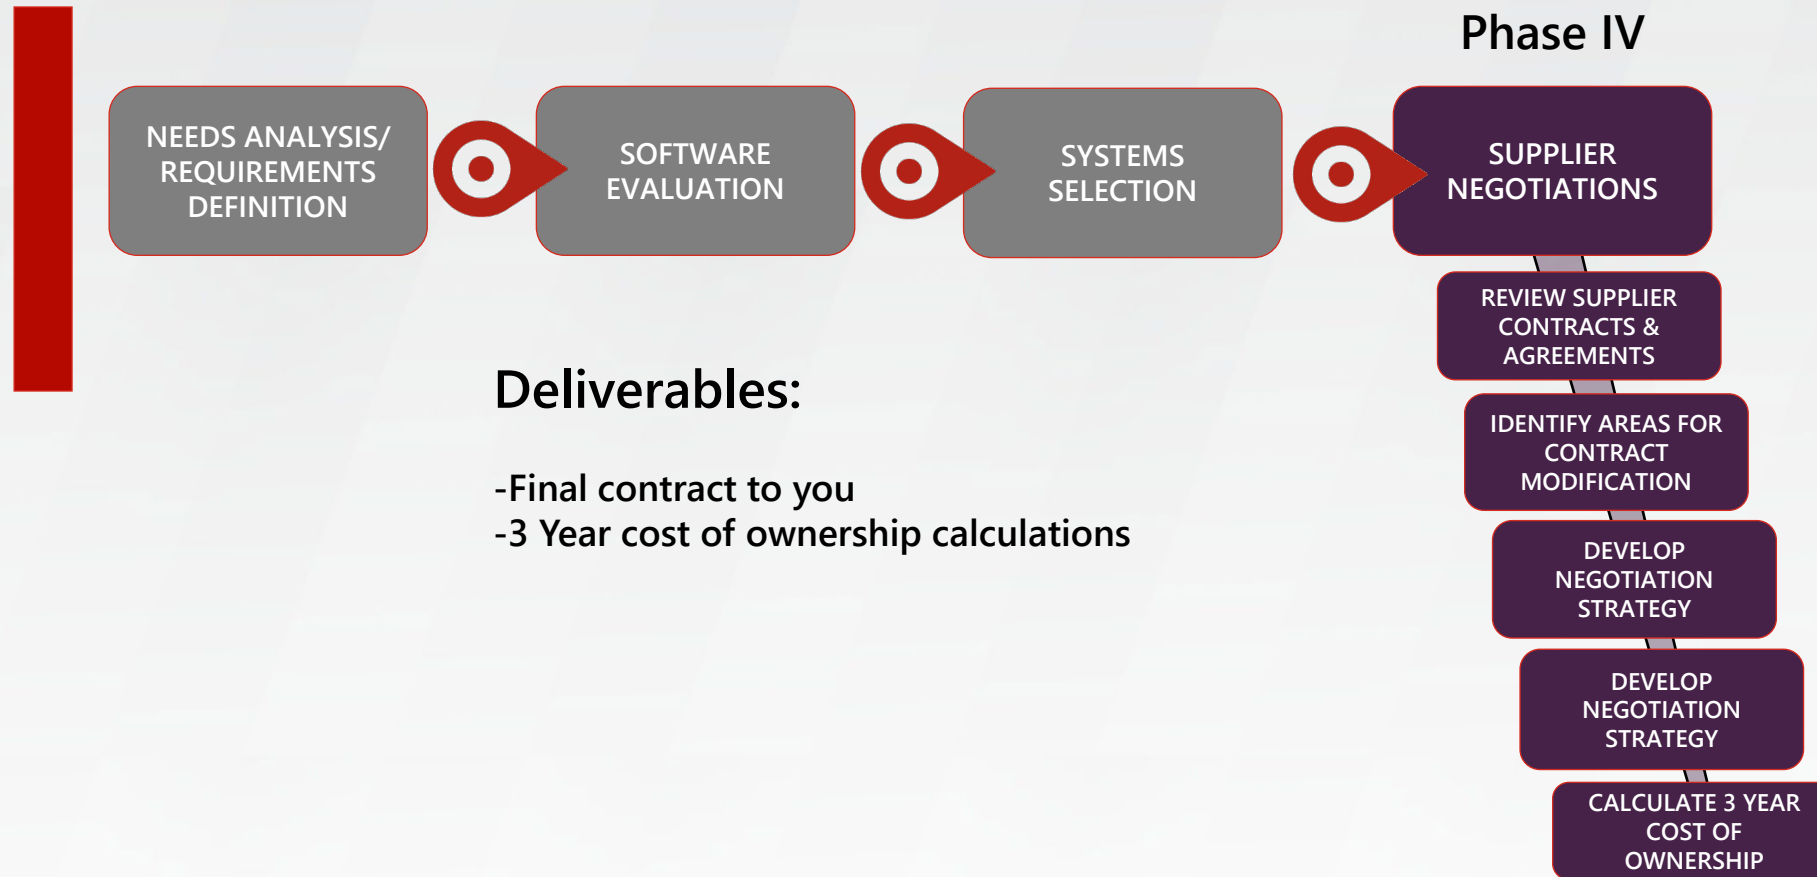 Phase IV
NEEDS ANALYSIS/
REQUIREMENTS
DEFINITION
SOFTWARE
EVALUATION
SYSTEMS
SELECTION
SUPPLIER
NEGOTIATIONS
REVIEW SUPPLIER
CONTRACTS &
AGREEMENTS
IDENTIFY AREAS FOR
CONTRACT
MODIFICATION
DEVELOP
NEGOTIATION
STRATEGY
DEVELOP
NEGOTIATION
STRATEGY
CALCULATE 3 YEAR
COST OF
OWNERSHIP
Deliverables:
-Final contract to you
-3 Year cost of ownership calculations